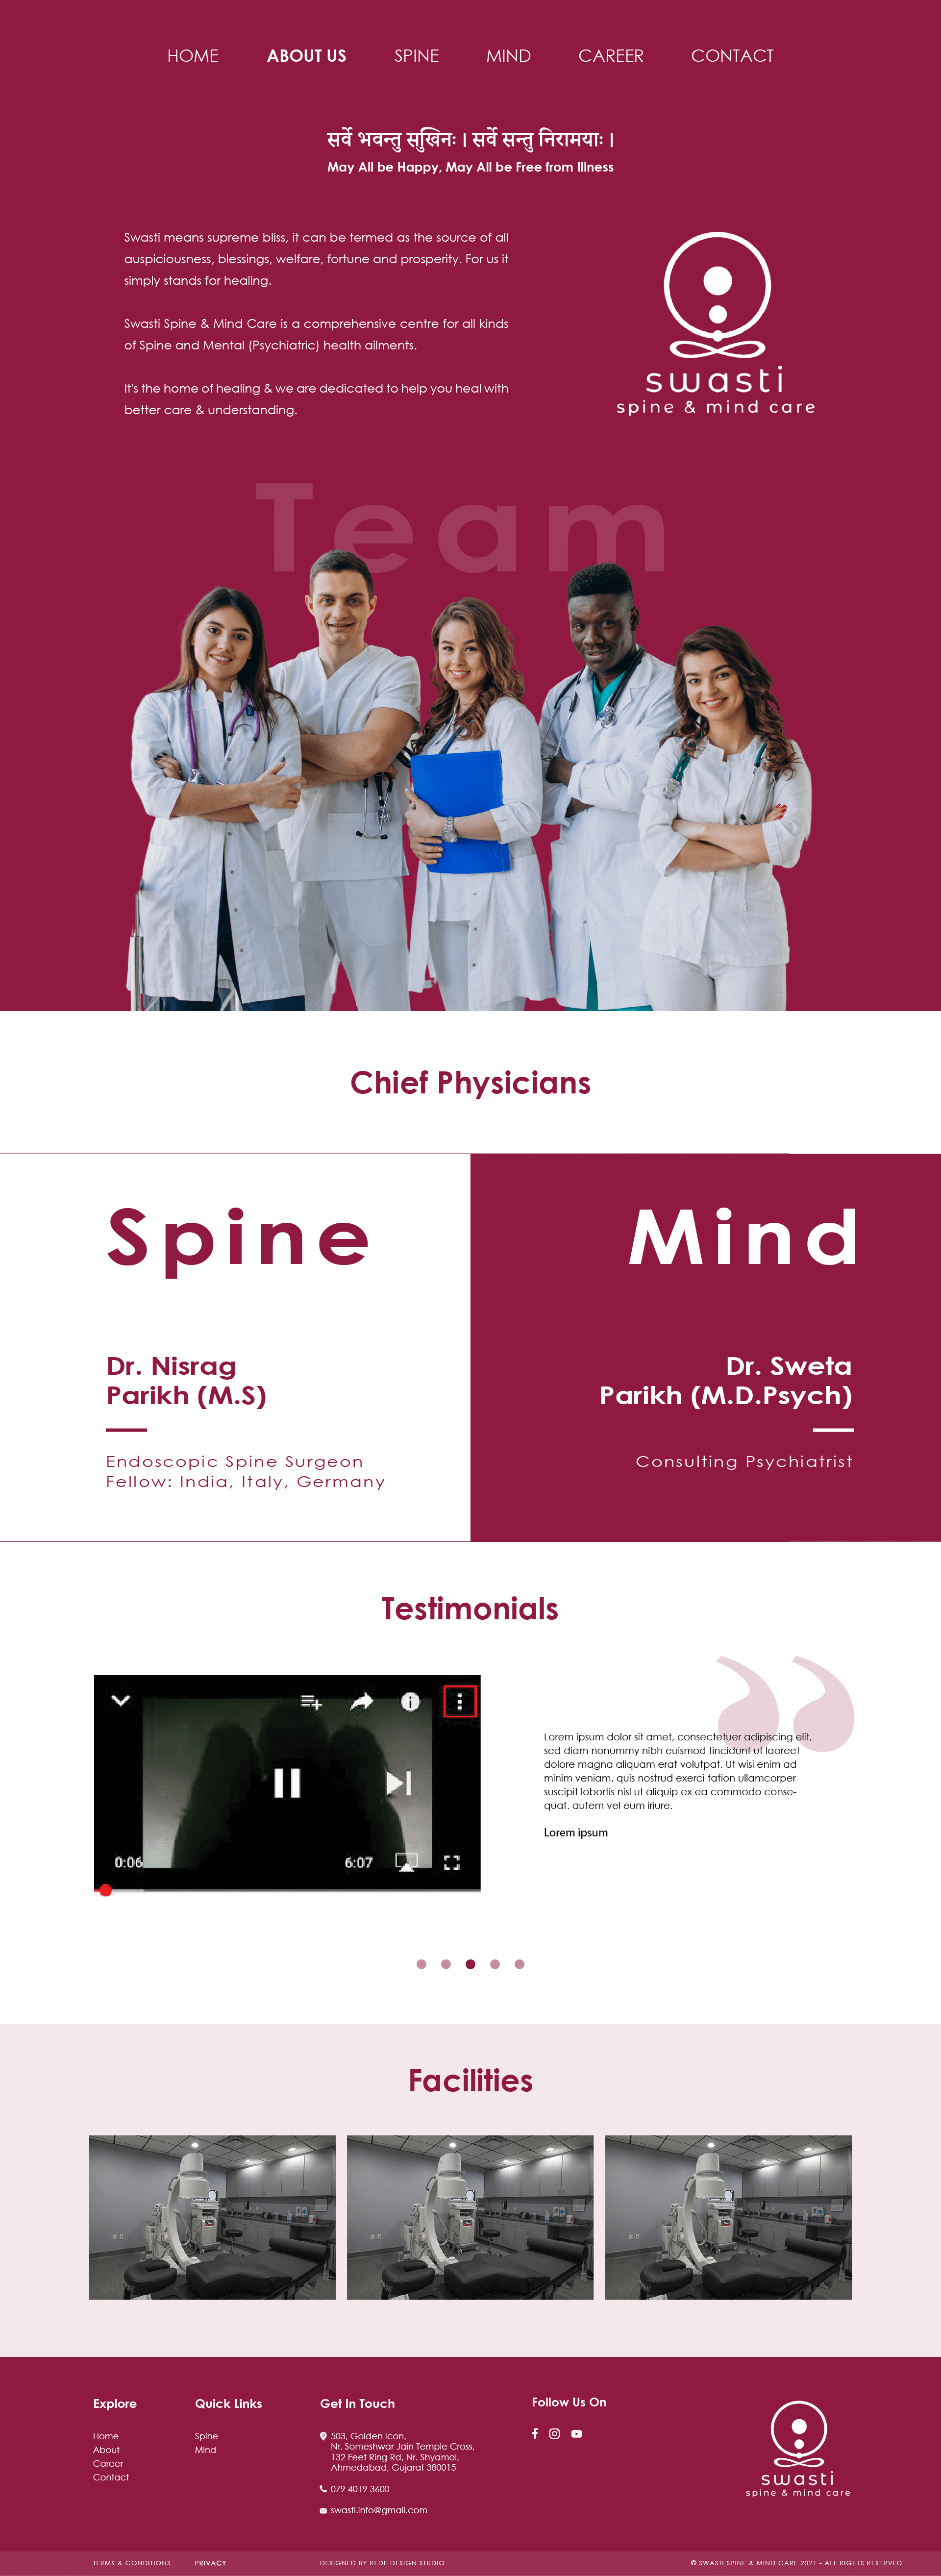 HOME ABOUT US SPINE MIND CAREER CONTACT
सर्वे भवन्तु सुखिनः । सर्वे सन्तु निरामयाः ।
May All be Happy, May All be Free from Illness
Swasti means supreme bliss, it can be termed as the source of all
auspiciousness, blessings, welfare, fortune and prosperity. For us it
simply stands for healing.
Swasti Spine & Mind Care is a comprehensive centre for all kinds
of Spine and Mental (Psychiatric) health ailments.
It's the home of healing & we are dedicated to help you heal with
better care & understanding.
swasti
spine & mind care
Team
Chief Physicians
Spine
Dr. Nisrag
Parikh (M.S)
Endoscopic Spine Surgeon
Fellow: India, Italy, Germany
Mind
Dr. Sweta
Parikh (M.D.Psych)
Consulting Psychiatrist
Testimonials
0:06 6:07
Lorem ipsum dolor sit amet, consectetuer adipiscing elit,
sed diam nonummy nibh euismod tincidunt ut laoreet
dolore magna aliquam erat volutpat. Ut wisi enim ad
minim veniam, quis nostrud exerci tation ullamcorper
suscipit lobortis nisl ut aliquip ex ea commodo conse-
quat. autem vel eum iriure.
Lorem ipsum
Facilities
Explore
Home
About
Career
Contact
Quick Links
Spine
Mind
Get In Touch
503, Golden Icon,
Nr. Someshwar Jain Temple Cross,
132 Feet Ring Rd, Nr. Shyamal,
Ahmedabad, Gujarat 380015
079 4019 3600
swasti.info@gmail.com
Follow Us On
swasti
spine & mind care
TERMS & CONDITIONS PRIVACY DESIGNED BY REDE DESIGN STUDIO © SWASTI SPINE & MIND CARE 2021 - ALL RIGHTS RESERVED